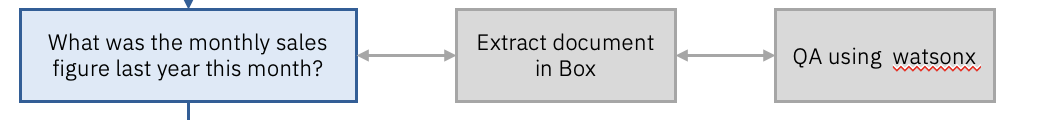 What was the monthly sales
figure last year this month?
Extract document
in Box
QA using watsonx